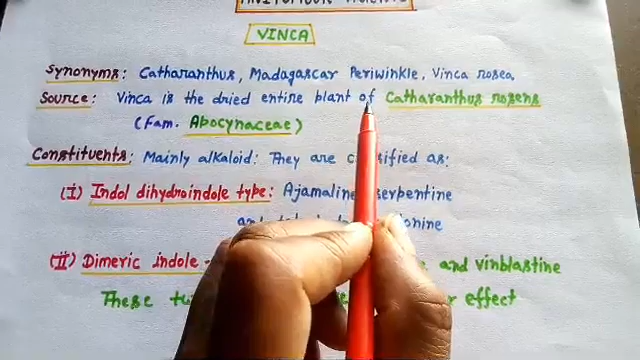 VINCA
Synonyms: Catharanthus, Madagascar Periwinkle, Vinca rosea
Source: Vinca is the dried entire plant of Catharanthus roseus
(Fam. Apocynaceae)
Constituents: Mainly alkaloid: They are classified as:
(i) Indol dihydroindole type: Ajamaline, serpentine
and
(ii) Dimeric indole and vinblastine
These effect